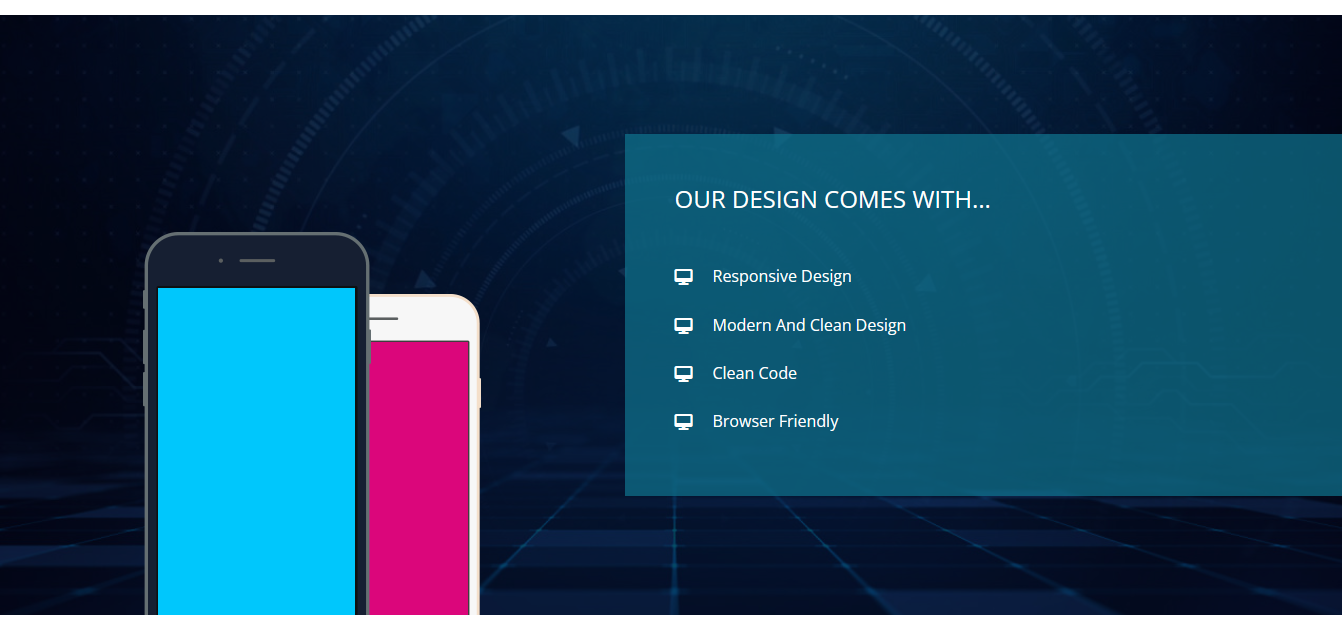 OUR DESIGN COMES WITH...
Responsive Design
Modern And Clean Design
Clean Code
Browser Friendly